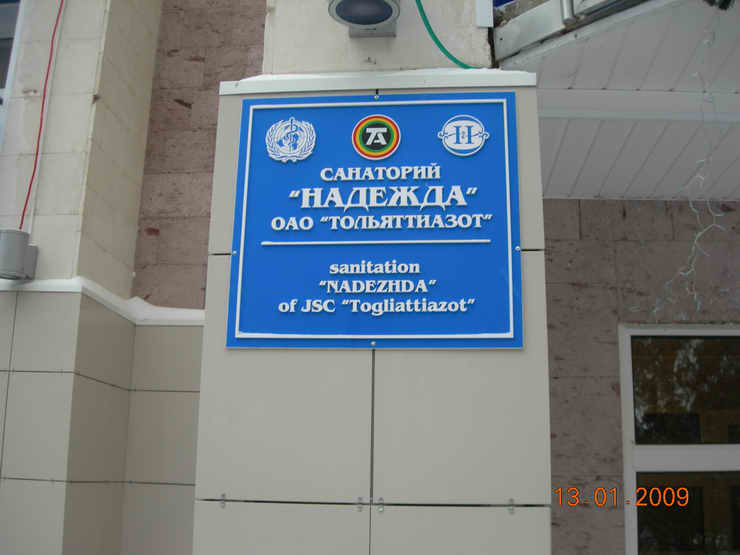 САНАТОРИЙ
"НАДЕЖДА"
ОАО "ТОЛЬЯТТИАЗОТ"
sanitation
"NADEZHDA"
of JSC "Togliattiazot"
13.01.2009